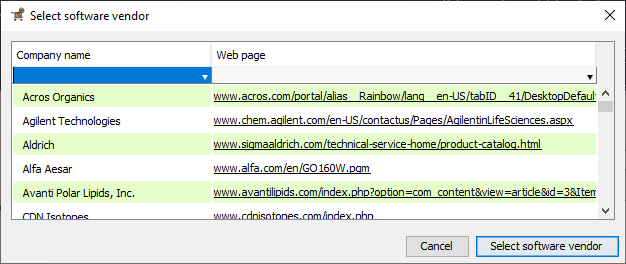 Select software vendor
Company name Web page
Acros Organics www.acros.com/portal/alias__Rainbow/lang__en-US/tabID__41/DesktopDefault
Agilent Technologies www.chem.agilent.com/en-US/contactus/Pages/AgilentinLifeSciences.aspx
Aldrich www.sigmaaldrich.com/technical-service-home/product-catalog.html
Alfa Aesar www.alfa.com/en/GO160W.pgm
Avanti Polar Lipids, Inc. www.avantilipids.com/index.php?option=com_content&view=article&id=3&Item
CDN Isotopes www.cdnisotopes.com/index.php
Cancel Select software vendor